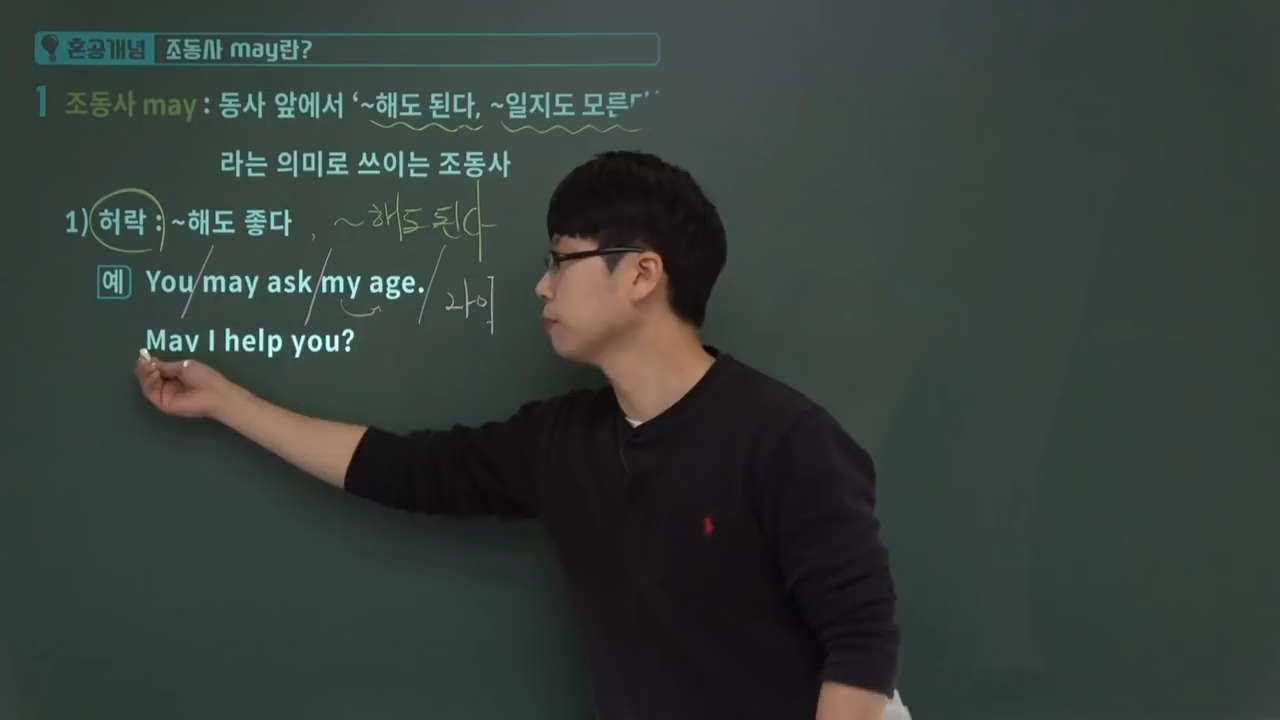 혼공개념 조동사 may란?
1 조동사 may : 동사 앞에서 ‘~해도 된다, ~일지도 모른다’
라는 의미로 쓰이는 조동사
1) 허락 : ~해도 좋다 , ~해도 된다
예 You / may ask / my age. / 나이
May I help you?